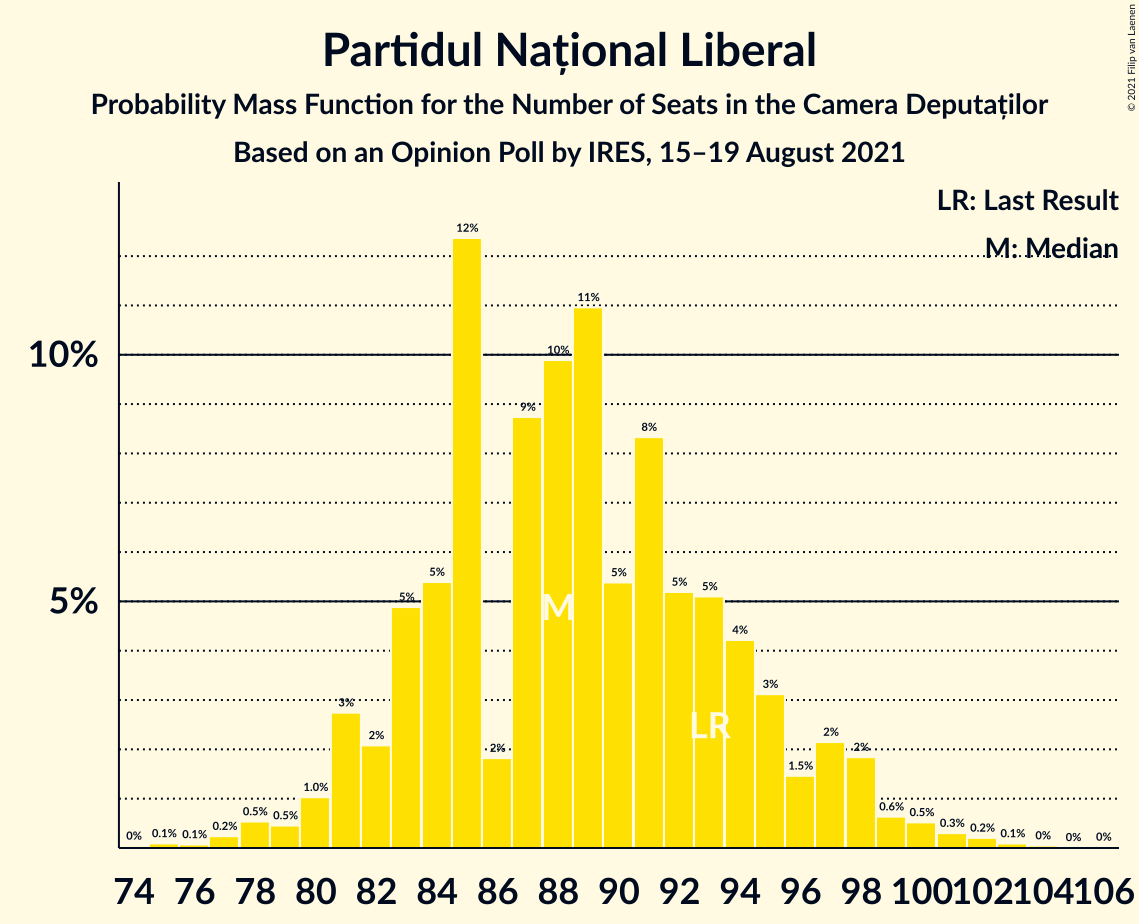 Partidul Național Liberal
Probability Mass Function for the Number of Seats in the Camera Deputaților
Based on an Opinion Poll by IRES, 15–19 August 2021
© 2021 Filip van Laenen
LR: Last Result
M: Median
10%
5%
0% 0.1% 0.1% 0.2% 0.5% 0.5% 1.0% 3% 2% 5% 5% 12% 2% 9% 10% 11% 5% 8% 5% 5% 4% 3% 1.5% 2% 2% 0.6% 0.5% 0.3% 0.2% 0.1% 0% 0% 0%
M
LR
74 76 78 80 82 84 86 88 90 92 94 96 98 100 102 104 106